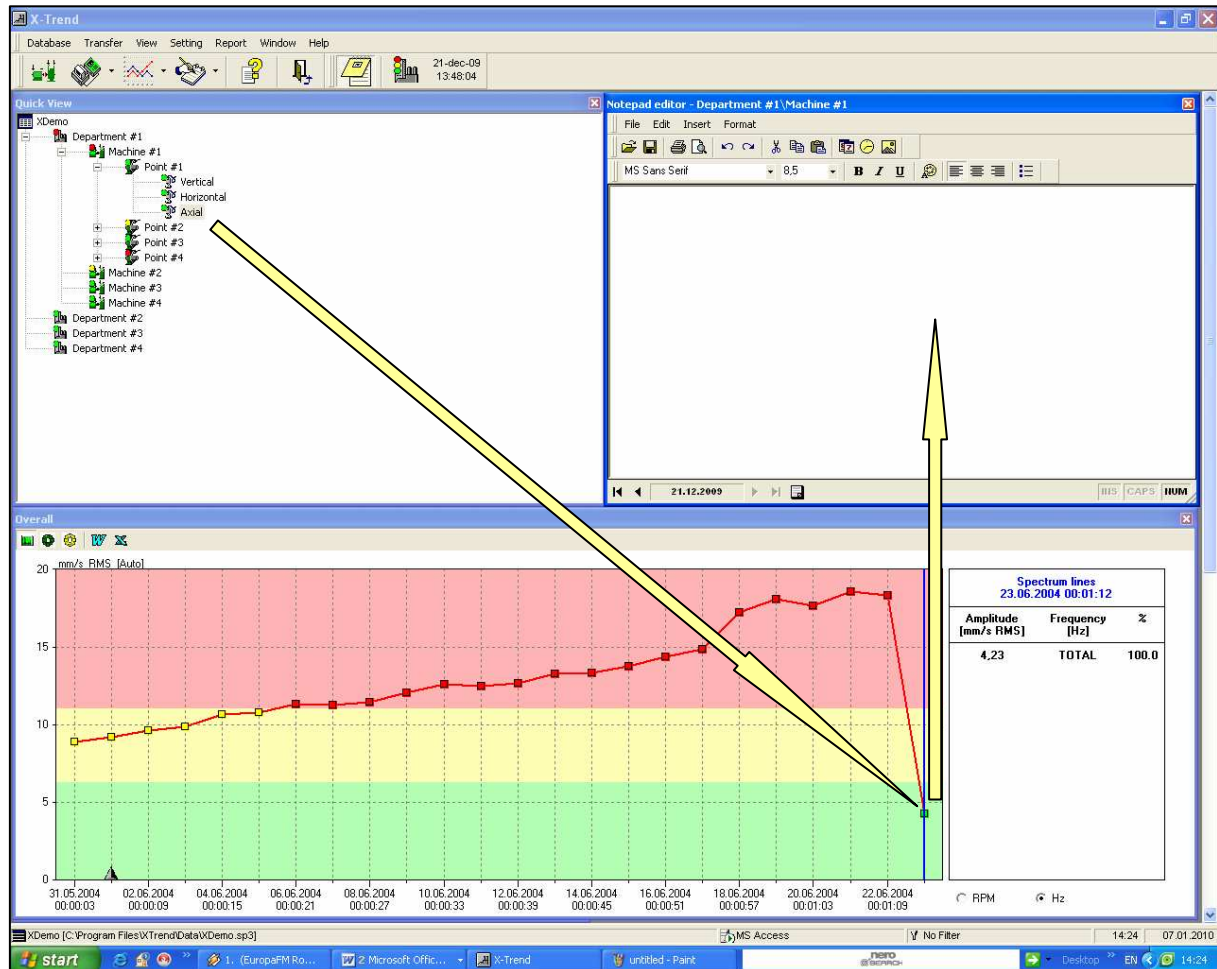 X-Trend
Database Transfer View Setting Report Window Help
21-dec-09
13:48:04
Quick View
XDemo
Department #1
Machine #1
Point #1
Vertical
Horizontal
Axial
Point #2
Point #3
Point #4
Machine #2
Machine #3
Machine #4
Department #2
Department #3
Department #4
Notepad editor - Department #1\Machine #1
File Edit Insert Format
MS Sans Serif 8,5 B I U
21.12.2009 INS CAPS NUM
Overall
mm/s RMS [Auto]
20
15
10
5
0
31.05.2004 02.06.2004 04.06.2004 06.06.2004 08.06.2004 10.06.2004 12.06.2004 14.06.2004 16.06.2004 18.06.2004 20.06.2004 22.06.2004
00:00:03 00:00:09 00:00:15 00:00:21 00:00:27 00:00:33 00:00:39 00:00:45 00:00:51 00:00:57 00:01:03 00:01:09
Spectrum lines
23.06.2004 00:01:12
Amplitude Frequency %
[mm/s RMS] [Hz]
4,23 TOTAL 100.0
RPM Hz
XDemo [C:\Program Files\XTrend\Data\XDemo.sp3] MS Access No Filter 14:24 07.01.2010
start 1. (EuropaFM Ro... 2 Microsoft Offic... X-Trend untitled - Paint nero SEARCH Desktop EN 14:24